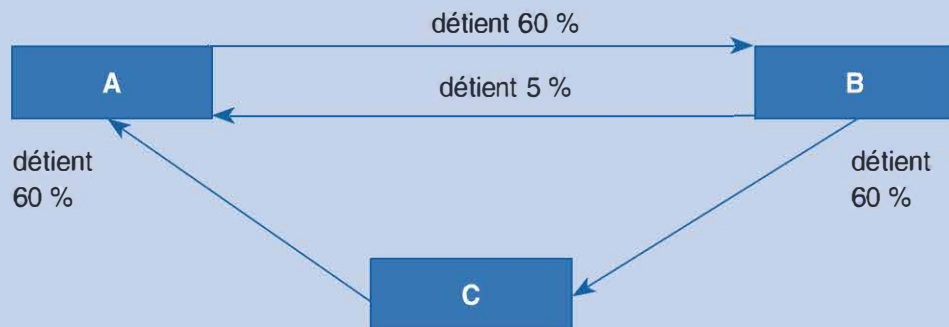 détient 60 %
A
B
détient 5 %
détient
60 %
détient
60 %
C